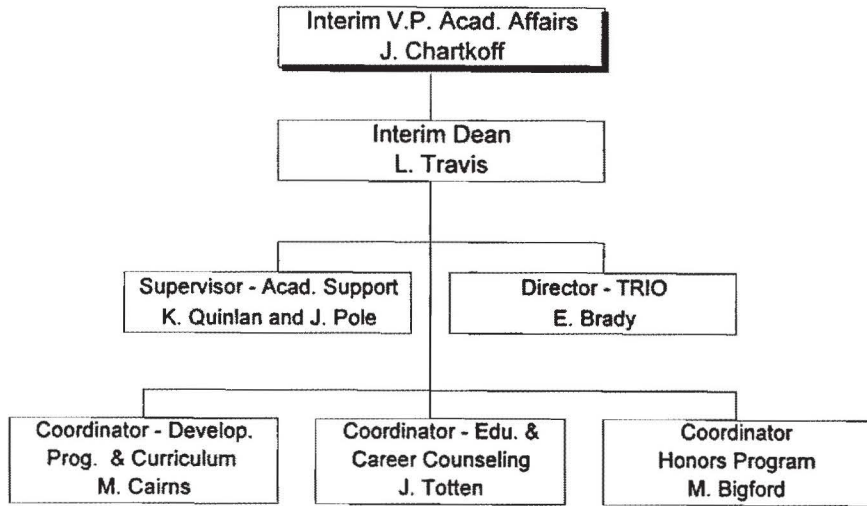 Interim V.P. Acad. Affairs
J. Chartkoff
Interim Dean
L. Travis
Supervisor - Acad. Support
K. Quinlan and J. Pole
Director - TRIO
E. Brady
Coordinator - Develop.
Prog. & Curriculum
M. Cairns
Coordinator - Edu. &
Career Counseling
J. Totten
Coordinator
Honors Program
M. Bigford